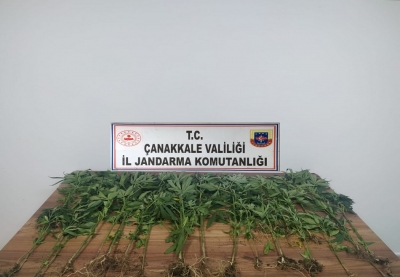 T.C.
ÇANAKKALE VALİLİĞİ
İL JANDARMA KOMUTANLIĞI